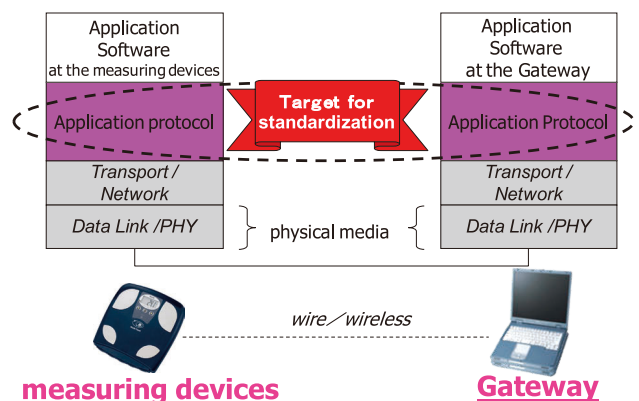 Application
Software
at the measuring devices
Application protocol
Transport /
Network
Data Link /PHY
Target for
standardization
physical media
Application
Software
at the Gateway
Application Protocol
Transport /
Network
Data Link /PHY
wire／wireless
measuring devices
Gateway